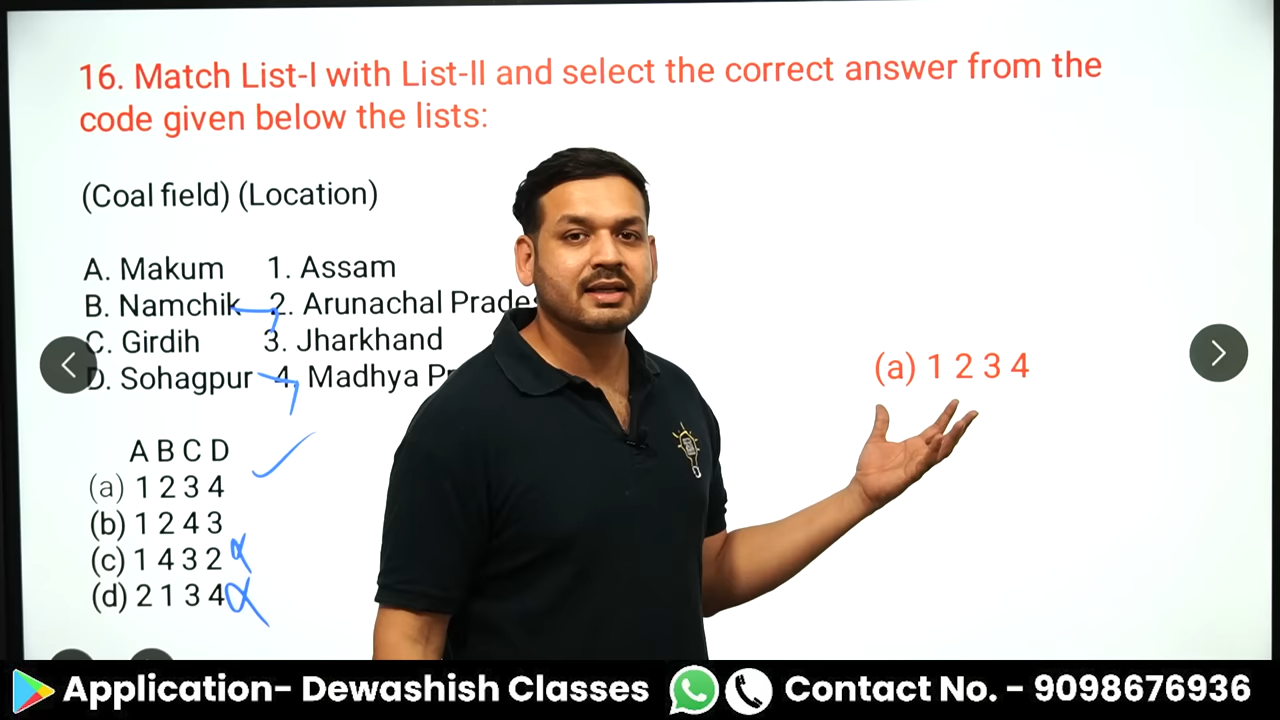 16. Match List-I with List-II and select the correct answer from the
code given below the lists:
(Coal field) (Location)
A. Makum 1. Assam
B. Namchik 2. Arunachal Prades
C. Girdih 3. Jharkhand
D. Sohagpur 4. Madhya Pr
A B C D
(a) 1 2 3 4
(b) 1 2 4 3
(c) 1 4 3 2
(d) 2 1 3 4
(a) 1 2 3 4
Application- Dewashish Classes
Contact No. - 9098676936